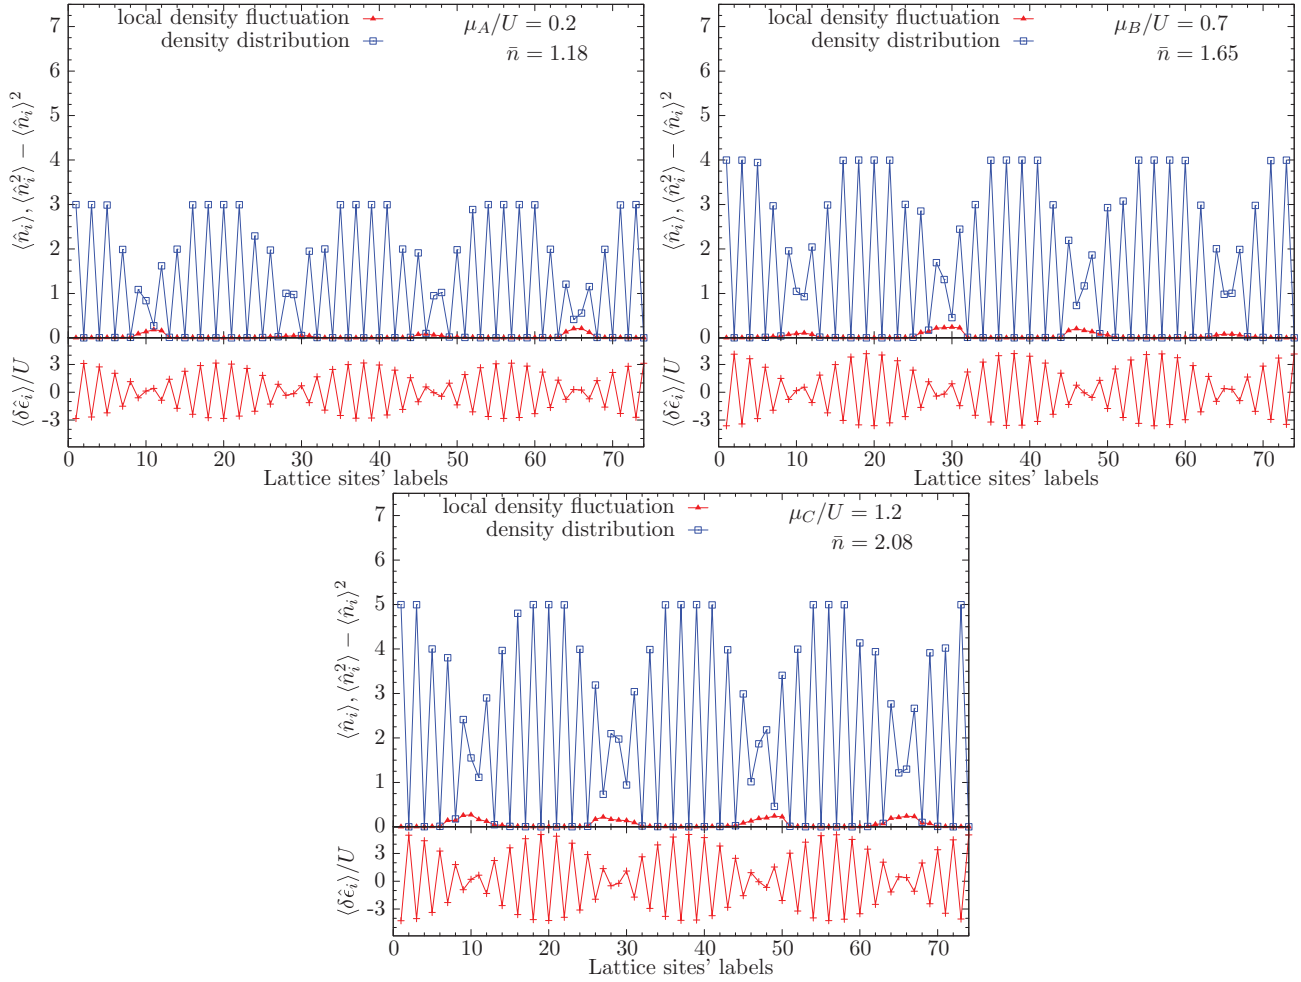 local density fluctuation
density distribution
μ_A/U = 0.2
n̄ = 1.18
⟨n̂_i⟩, ⟨n̂_i^2⟩ − ⟨n̂_i⟩^2
7
6
5
4
3
2
1
0
⟨δε̂_i⟩/U
3
0
-3
0 10 20 30 40 50 60 70
Lattice sites' labels
local density fluctuation
density distribution
μ_B/U = 0.7
n̄ = 1.65
⟨n̂_i⟩, ⟨n̂_i^2⟩ − ⟨n̂_i⟩^2
7
6
5
4
3
2
1
0
⟨δε̂_i⟩/U
3
0
-3
0 10 20 30 40 50 60 70
Lattice sites' labels
local density fluctuation
density distribution
μ_C/U = 1.2
n̄ = 2.08
⟨n̂_i⟩, ⟨n̂_i^2⟩ − ⟨n̂_i⟩^2
7
6
5
4
3
2
1
0
⟨δε̂_i⟩/U
3
0
-3
0 10 20 30 40 50 60 70
Lattice sites' labels